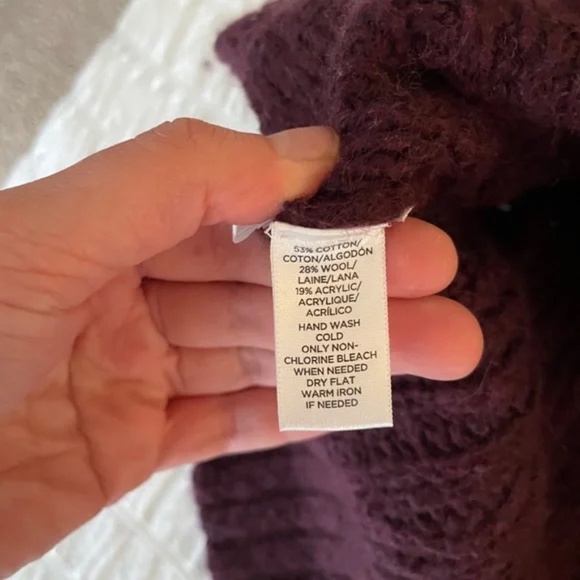 53% COTTON/
COTON/ALGODÓN
28% WOOL/
LAINE/LANA
19% ACRYLIC/
ACRYLIQUE/
ACRÍLICO
HAND WASH
COLD
ONLY NON-
CHLORINE BLEACH
WHEN NEEDED
DRY FLAT
WARM IRON
IF NEEDED